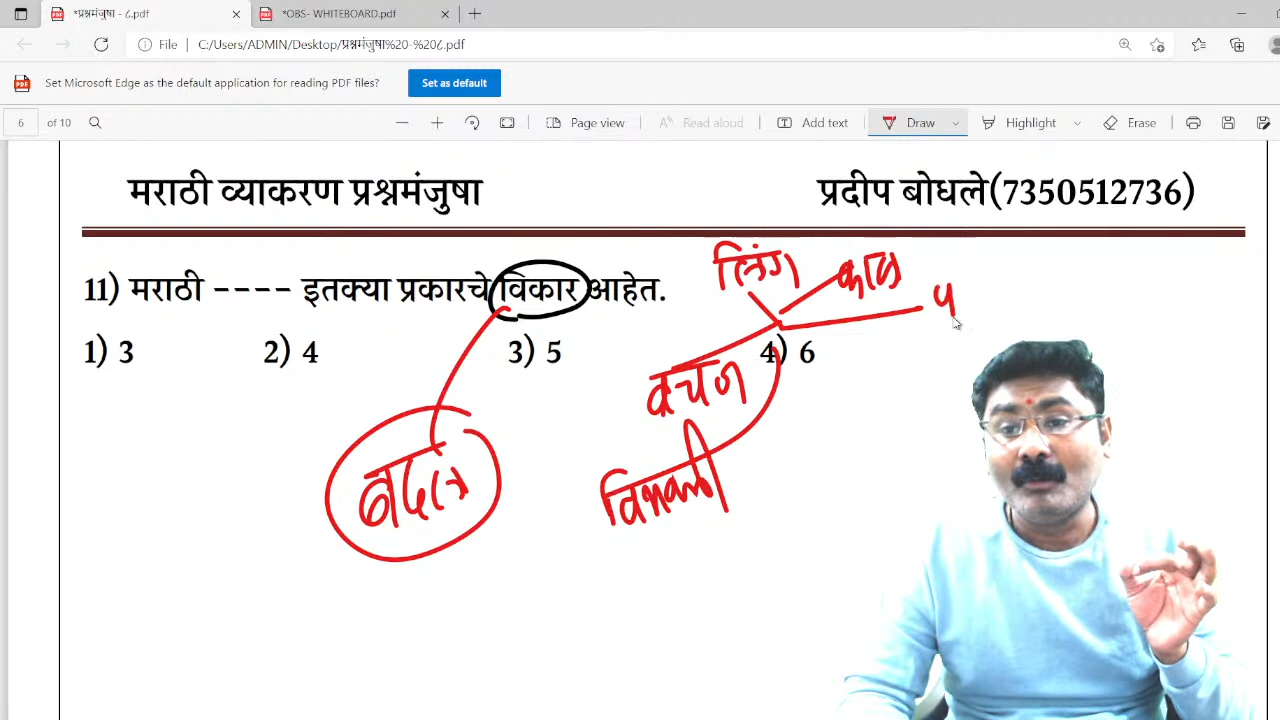 *प्रश्नमंजुषा - ८.pdf
*OBS- WHITEBOARD.pdf
File
C:/Users/ADMIN/Desktop/प्रश्नमंजुषा%20-%20८.pdf
Set Microsoft Edge as the default application for reading PDF files?
Set as default
6 of 10
Page view
Read aloud
Add text
Draw
Highlight
Erase
मराठी व्याकरण प्रश्नमंजुषा
प्रदीप बोधले(7350512736)
11) मराठी ---- इतक्या प्रकारचे विकार आहेत.
लिंग
काळ
1) 3 2) 4 3) 5 4) 6
वचन
बदल
विभक्ती